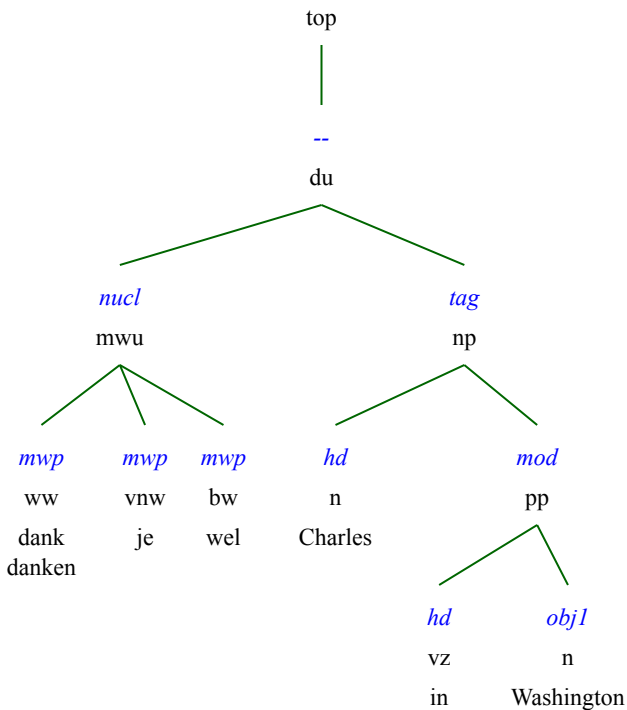 top
--
du
nucl tag
mwu np
mwp mwp mwp hd mod
ww vnw bw n pp
dank je wel Charles
danken
hd obj1
vz n
in Washington